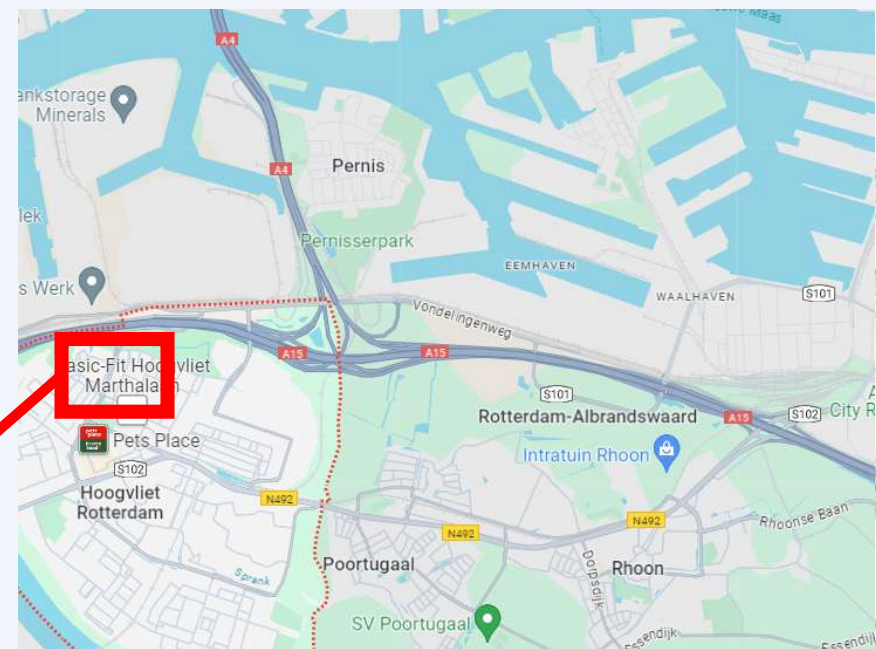 A4
ankstorage
Minerals
Pernis
A4
lek
Pernisserpark
EEMHAVEN
s Werk
WAALHAVEN
S101
Vondelingenweg
asic-Fit Hoogvliet
A15
A15
S101
S102
City R
Rotterdam-Albrandswaard
A15
Pets Place
Intratuin Rhoon
S102
Hoogvliet
Rotterdam
N492
N492
N492
Rhoonse Baan
Poortugaal
Dorpsdijk
Rhoon
Sprank
SV Poortugaal
Essendijk
Essendijk